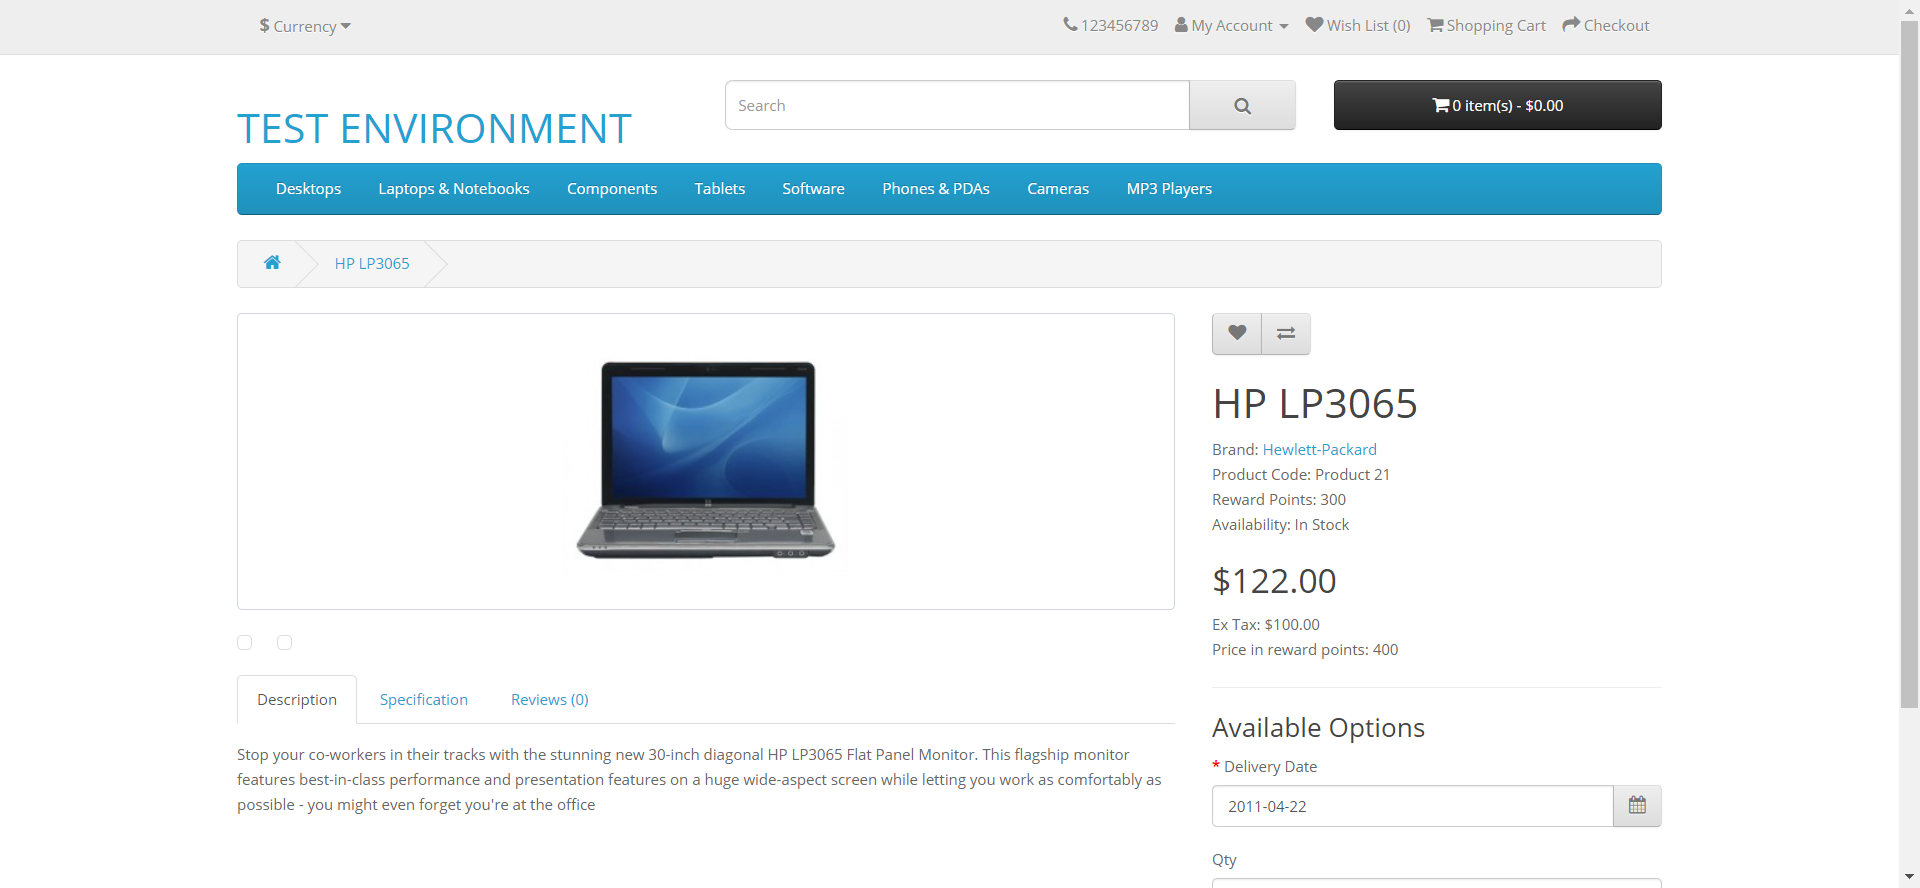 $ Currency
123456789 My Account Wish List (0) Shopping Cart Checkout
TEST ENVIRONMENT
Search
0 item(s) - $0.00
Desktops Laptops & Notebooks Components Tablets Software Phones & PDAs Cameras MP3 Players
HP LP3065
HP LP3065
Brand: Hewlett-Packard
Product Code: Product 21
Reward Points: 300
Availability: In Stock
$122.00
Ex Tax: $100.00
Price in reward points: 400
Description Specification Reviews (0)
Stop your co-workers in their tracks with the stunning new 30-inch diagonal HP LP3065 Flat Panel Monitor. This flagship monitor
features best-in-class performance and presentation features on a huge wide-aspect screen while letting you work as comfortably as
possible - you might even forget you're at the office
Available Options
* Delivery Date
2011-04-22
Qty